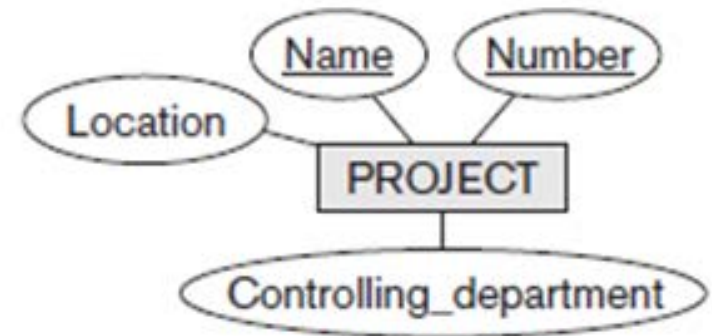 Name
Number
Location
PROJECT
Controlling_department